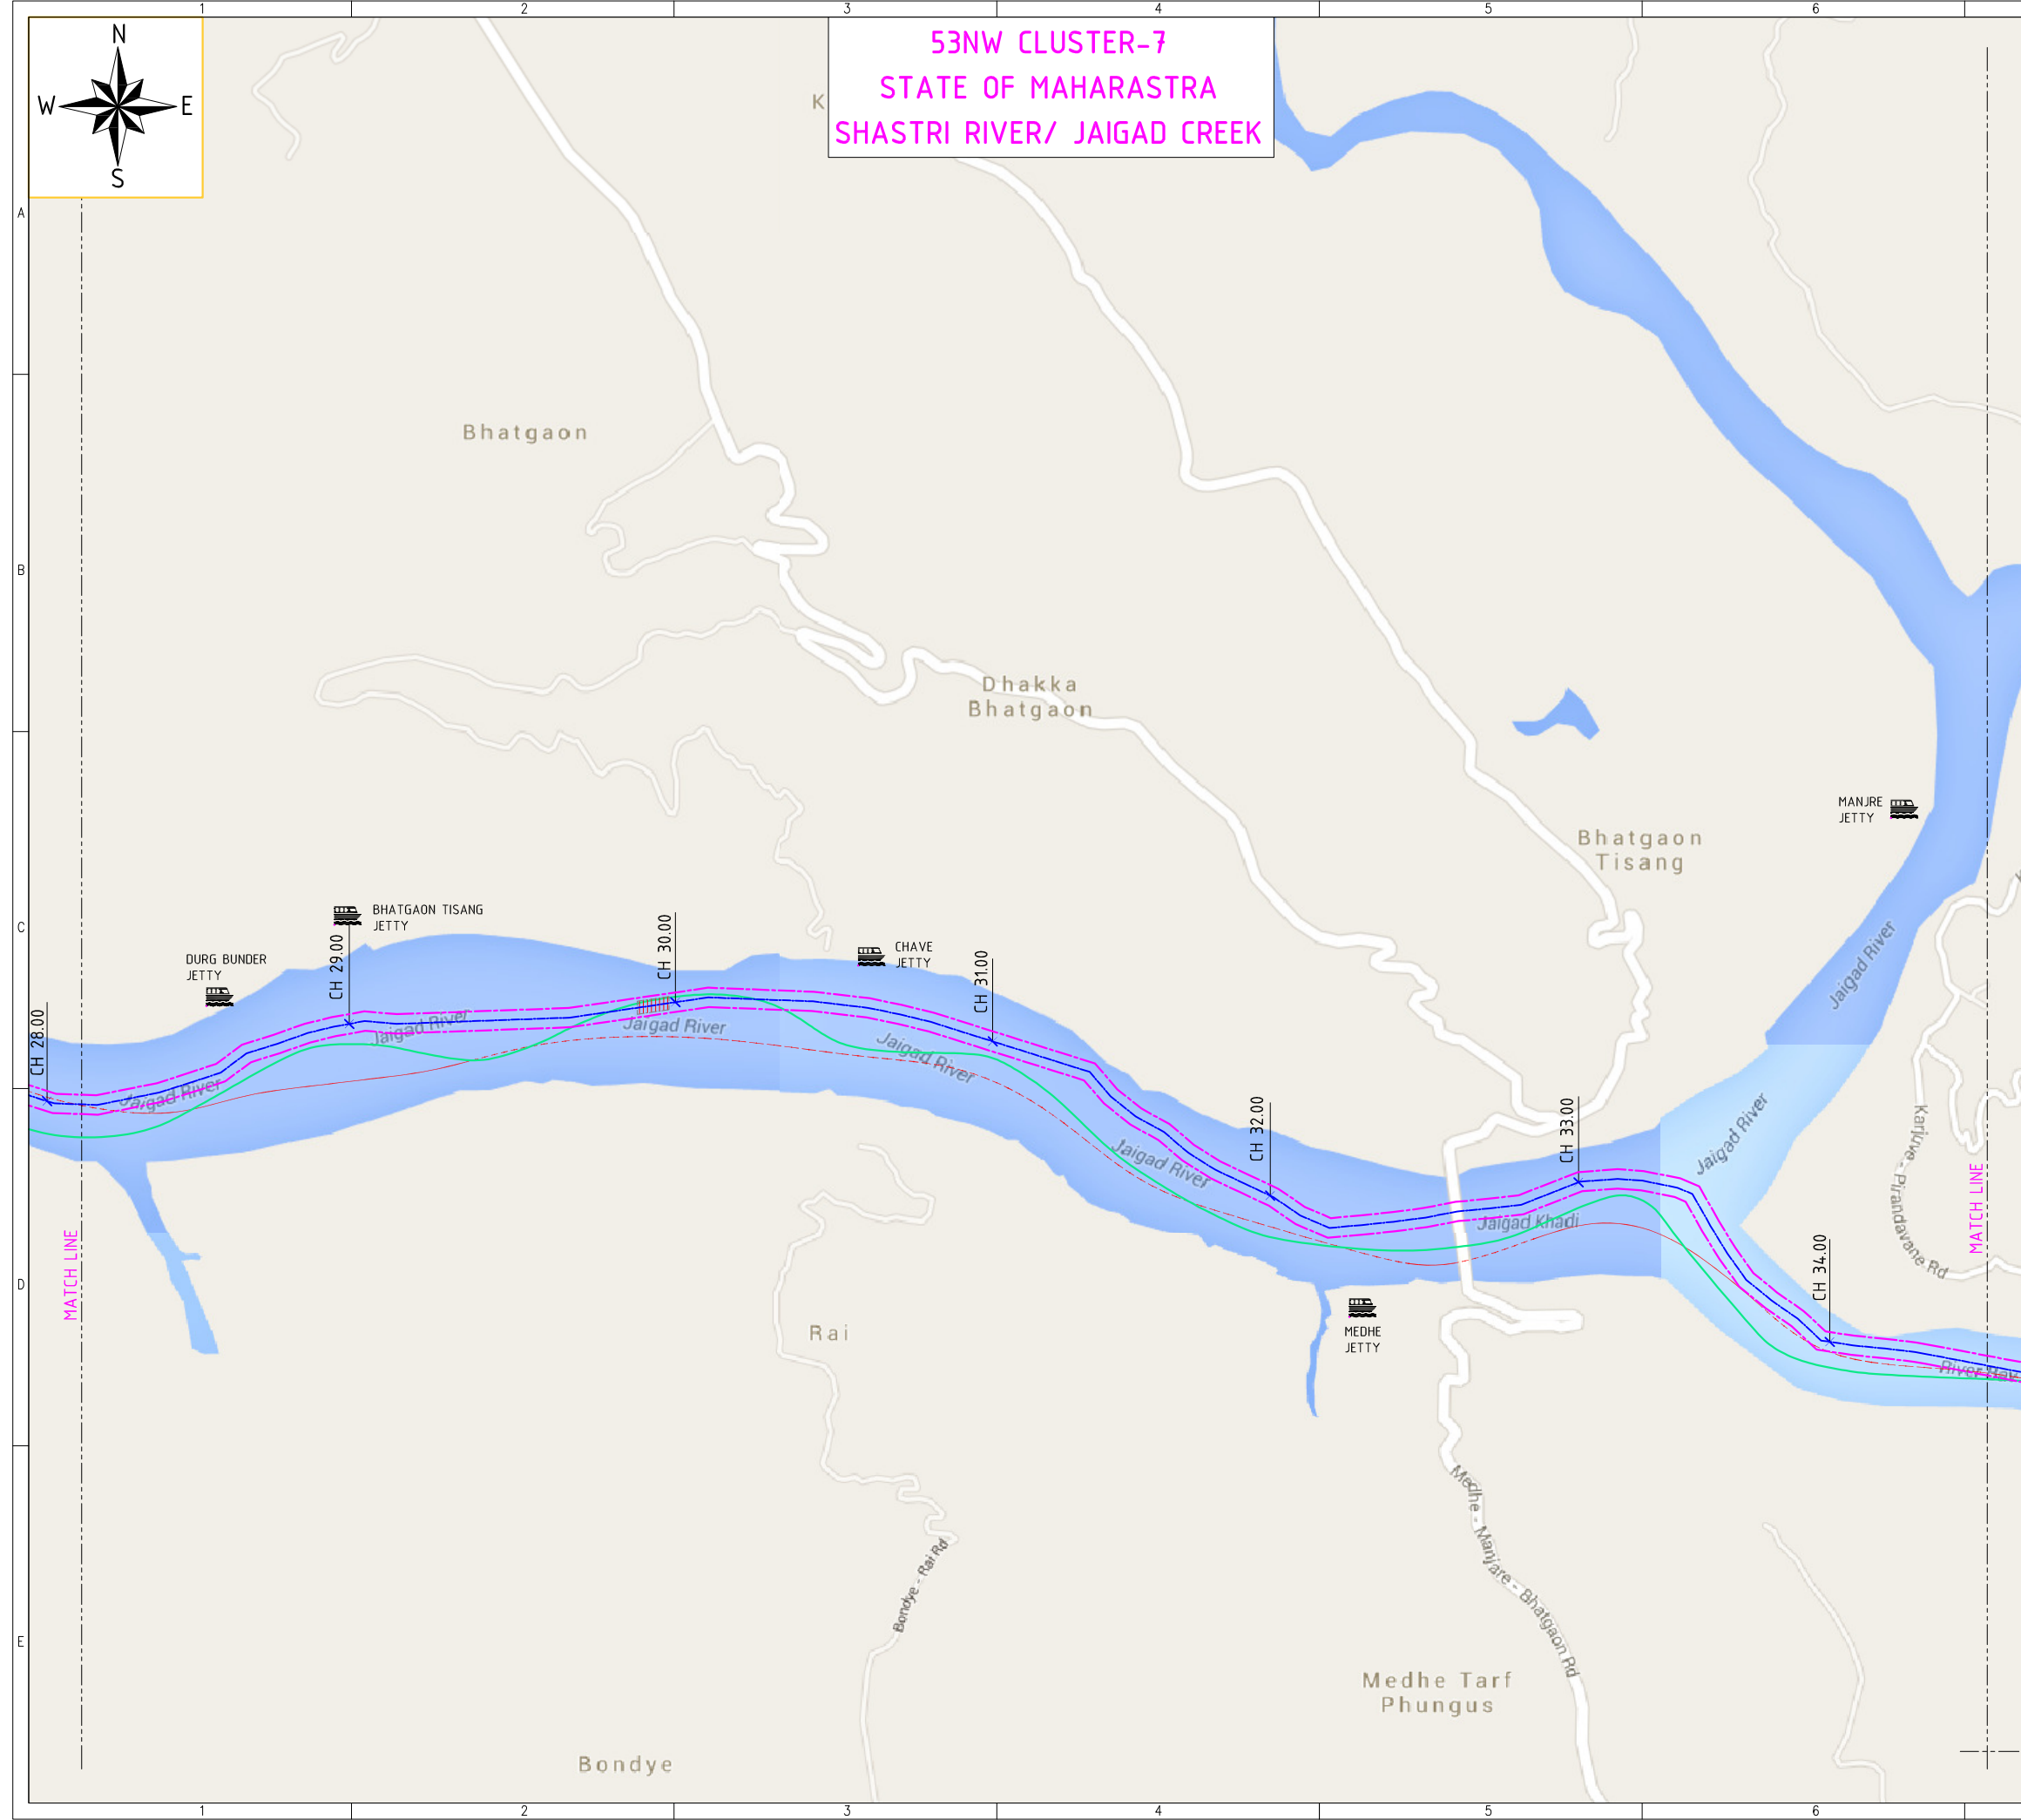 1 2 3 4 5 6
N
W E
S
53NW CLUSTER-7
STATE OF MAHARASTRA
SHASTRI RIVER/ JAIGAD CREEK
K
A
Bhatgaon
B
Dhakka
Bhatgaon
MANJRE
JETTY
Bhatgaon
Tisang
C
BHATGAON TISANG
JETTY
DURG BUNDER
JETTY
CHAVE
JETTY
CH 28.00
CH 29.00
CH 30.00
CH 31.00
CH 32.00
CH 33.00
CH 34.00
Jaigad River
Jaigad River
Jaigad River
Jaigad River
Jaigad River
Jaigad River
Jaigad River
Jaigad Khadi
Karjuve - Pirandavane Rd
MATCH LINE
MATCH LINE
D
MEDHE
JETTY
Rai
River Bav
Medhe - Manjare - Bhatgaon Rd
Bondye - Rai Rd
E
Medhe Tarf
Phungus
Bondye
1 2 3 4 5 6